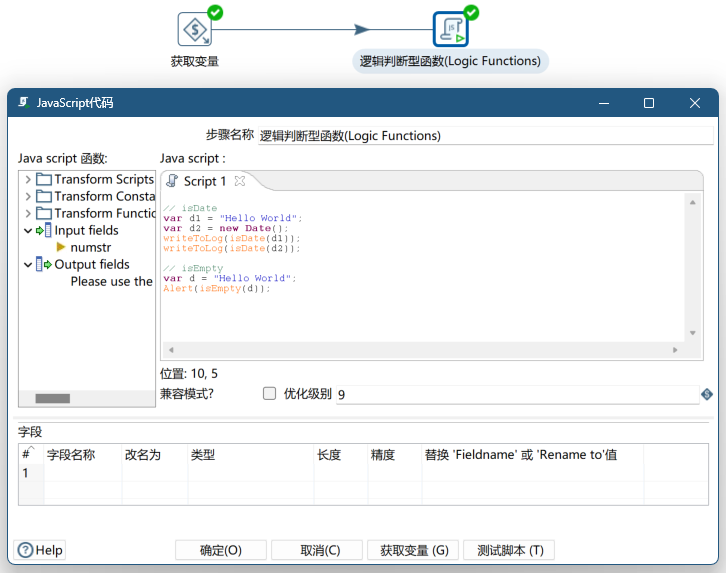 获取变量
逻辑判断型函数(Logic Functions)
JavaScript代码
步骤名称 逻辑判断型函数(Logic Functions)
Java script 函数:
Java script :
Transform Scripts
Transform Consta
Transform Functic
Input fields
numstr
Output fields
Please use the
Script 1
// isDate
var d1 = "Hello World";
var d2 = new Date();
writeToLog(isDate(d1));
writeToLog(isDate(d2));
// isEmpty
var d = "Hello World";
Alert(isEmpty(d));
位置: 10, 5
兼容模式? 优化级别 9
字段
# 字段名称 改名为 类型 长度 精度 替换 'Fieldname' 或 'Rename to'值
1
Help 确定(O) 取消(C) 获取变量 (G) 测试脚本 (T)